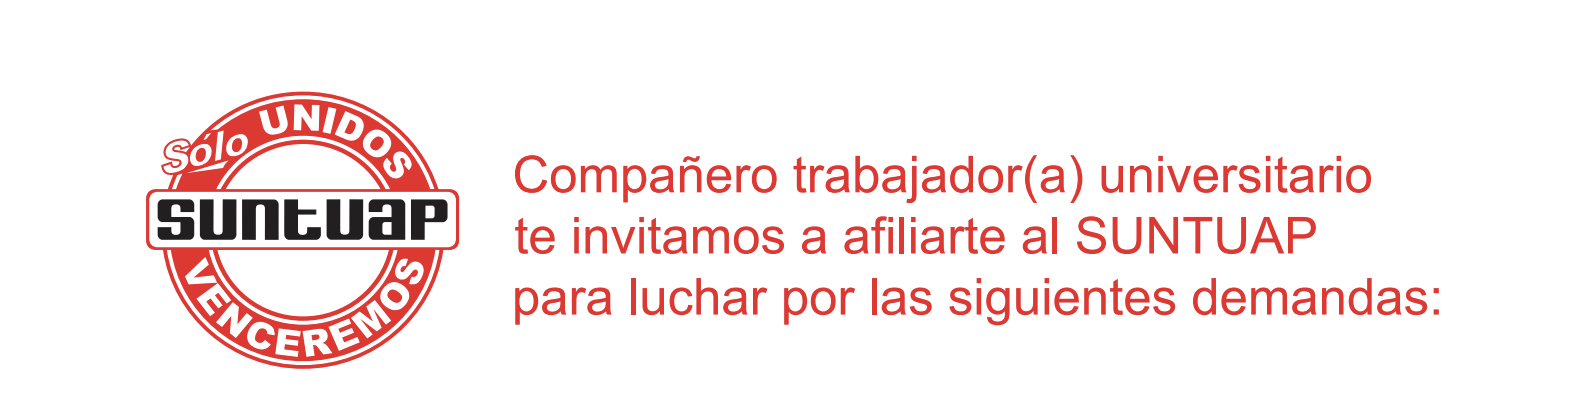 Sólo UNIDOS
suntuap
VENCEREMOS
Compañero trabajador(a) universitario
te invitamos a afiliarte al SUNTUAP
para luchar por las siguientes demandas: